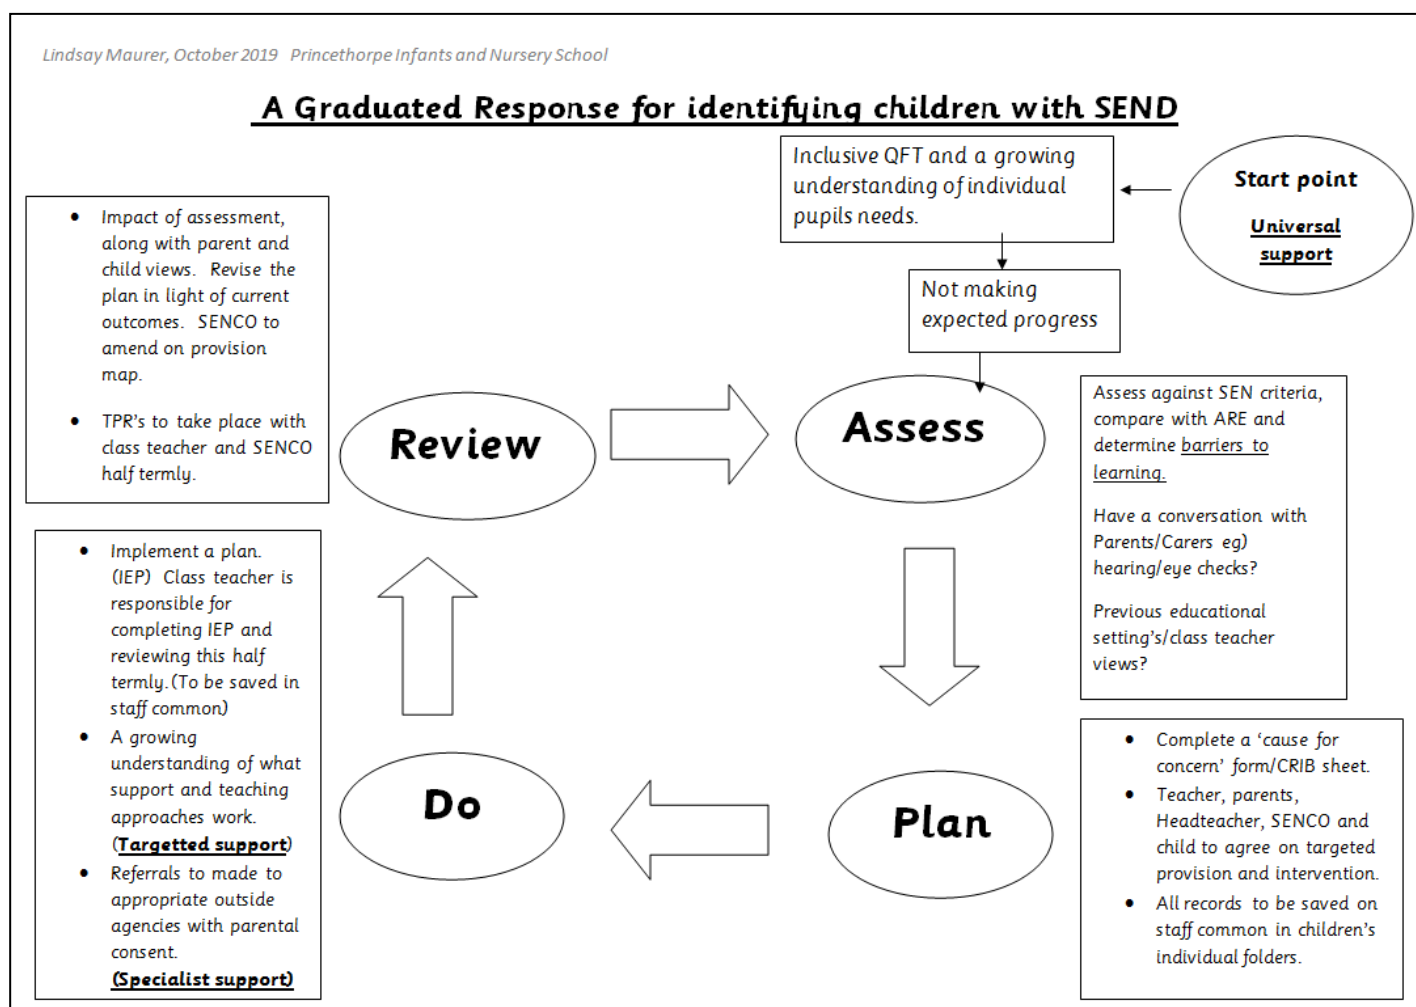 Lindsay Maurer, October 2019 Princethorpe Infants and Nursery School
A Graduated Response for identifying children with SEND
Start point
Universal
support
Inclusive QFT and a growing
understanding of individual
pupils needs.
Not making
expected progress
Assess
Assess against SEN criteria,
compare with ARE and
determine barriers to
learning.
Have a conversation with
Parents/Carers eg)
hearing/eye checks?
Previous educational
setting's/class teacher
views?
Plan
• Complete a 'cause for
concern' form/CRIB sheet.
• Teacher, parents,
Headteacher, SENCO and
child to agree on targeted
provision and intervention.
• All records to be saved on
staff common in children's
individual folders.
Do
• Implement a plan.
(IEP) Class teacher is
responsible for
completing IEP and
reviewing this half
termly.(To be saved in
staff common)
• A growing
understanding of what
support and teaching
approaches work.
(Targetted support)
• Referrals to made to
appropriate outside
agencies with parental
consent.
(Specialist support)
Review
• Impact of assessment,
along with parent and
child views. Revise the
plan in light of current
outcomes. SENCO to
amend on provision
map.
• TPR's to take place with
class teacher and SENCO
half termly.